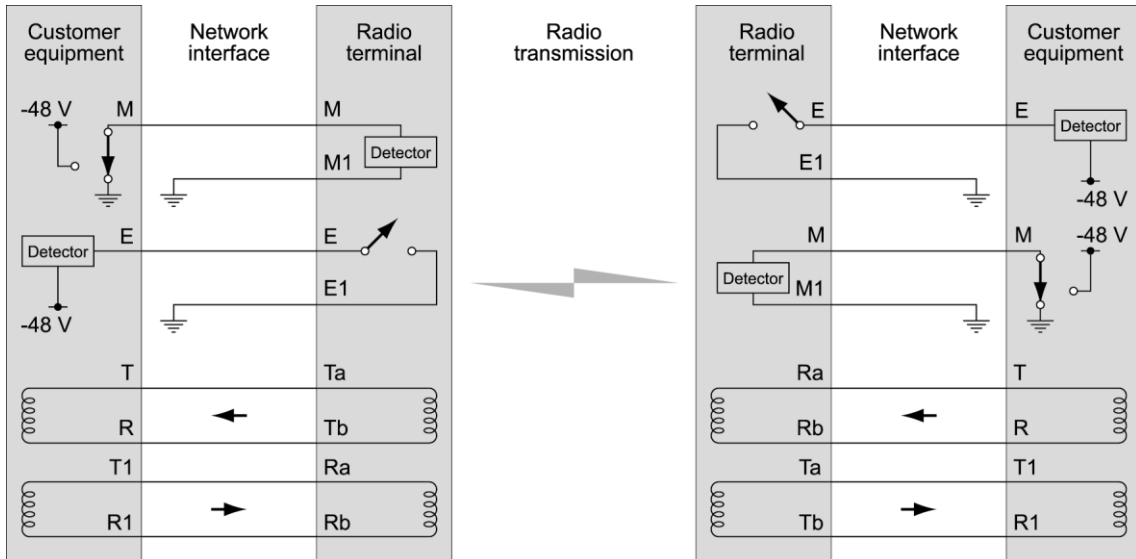 Customer equipment
Network interface
Radio terminal
Radio transmission
Radio terminal
Network interface
Customer equipment
-48 V
M
M
Detector
M1
Detector
E
E
E1
-48 V
T
Ta
R
Tb
T1
Ra
R1
Rb
E
E
Detector
E1
-48 V
M
M
-48 V
Detector
M1
Ra
T
Rb
R
Ta
T1
Tb
R1